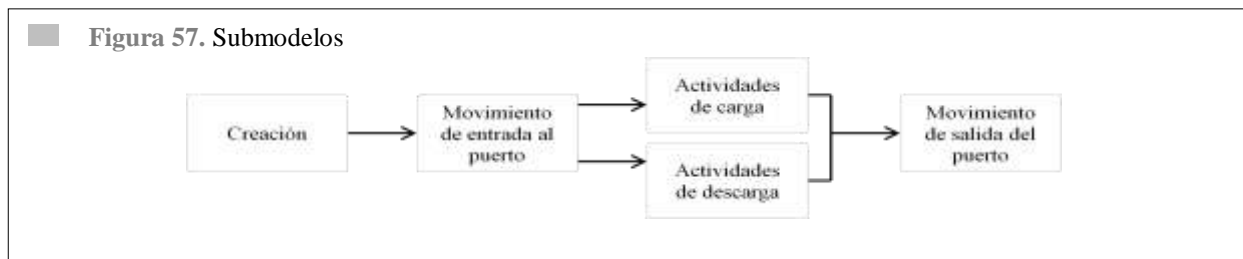 Figura 57. Submodelos
Creación
Movimiento
de entrada al
puerto
Actividades
de carga
Actividades
de descarga
Movimiento
de salida del
puerto